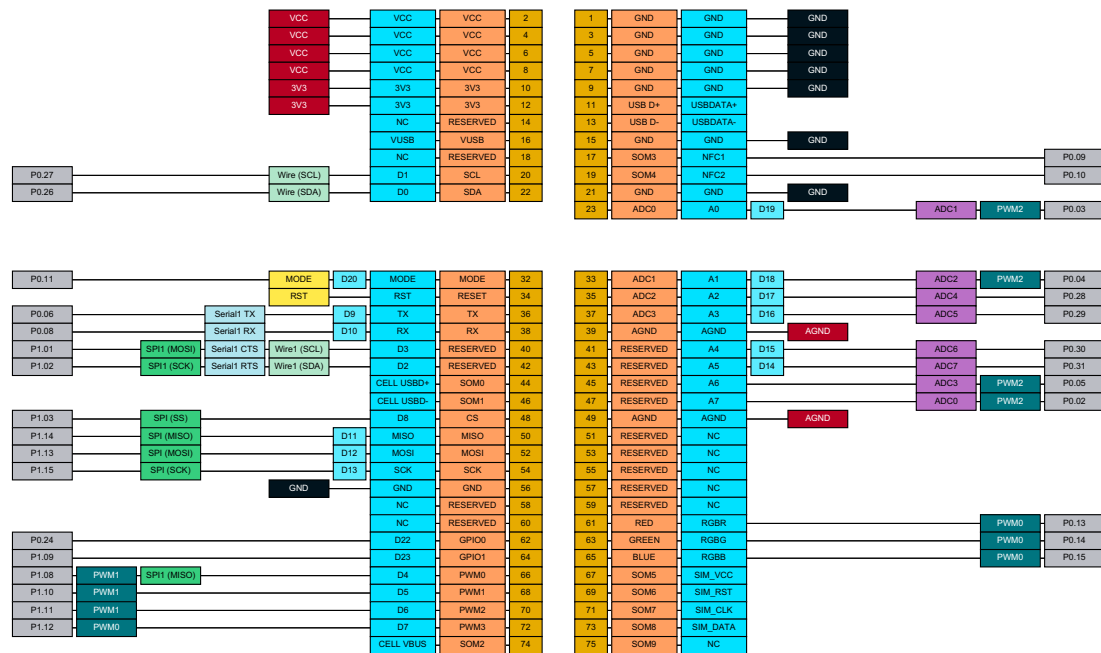 VCC VCC VCC 2 1 GND GND GND
VCC VCC VCC 4 3 GND GND GND
VCC VCC VCC 6 5 GND GND GND
VCC VCC VCC 8 7 GND GND GND
3V3 3V3 3V3 10 9 GND GND GND
3V3 3V3 3V3 12 11 USB D+ USBDATA+
NC RESERVED 14 13 USB D- USBDATA-
VUSB VUSB 16 15 GND GND GND
NC RESERVED 18 17 SOM3 NFC1 P0.09
P0.27 Wire (SCL) D1 SCL 20 19 SOM4 NFC2 P0.10
P0.26 Wire (SDA) D0 SDA 22 21 GND GND GND
23 ADC0 A0 D19 ADC1 PWM2 P0.03
P0.11 MODE D20 MODE MODE 32 33 ADC1 A1 D18 ADC2 PWM2 P0.04
RST RST RESET 34 35 ADC2 A2 D17 ADC4 P0.28
P0.06 Serial1 TX D9 TX TX 36 37 ADC3 A3 D16 ADC5 P0.29
P0.08 Serial1 RX D10 RX RX 38 39 AGND AGND AGND
P1.01 SPI1 (MOSI) Serial1 CTS Wire1 (SCL) D3 RESERVED 40 41 RESERVED A4 D15 ADC6 P0.30
P1.02 SPI1 (SCK) Serial1 RTS Wire1 (SDA) D2 RESERVED 42 43 RESERVED A5 D14 ADC7 P0.31
CELL USBD+ SOM0 44 45 RESERVED A6 ADC3 PWM2 P0.05
CELL USBD- SOM1 46 47 RESERVED A7 ADC0 PWM2 P0.02
P1.03 SPI (SS) D8 CS 48 49 AGND AGND AGND
P1.14 SPI (MISO) D11 MISO MISO 50 51 RESERVED NC
P1.13 SPI (MOSI) D12 MOSI MOSI 52 53 RESERVED NC
P1.15 SPI (SCK) D13 SCK SCK 54 55 RESERVED NC
GND GND GND 56 57 RESERVED NC
NC RESERVED 58 59 RESERVED NC
NC RESERVED 60 61 RED RGBR PWM0 P0.13
P0.24 D22 GPIO0 62 63 GREEN RGBG PWM0 P0.14
P1.09 D23 GPIO1 64 65 BLUE RGBB PWM0 P0.15
P1.08 PWM1 SPI1 (MISO) D4 PWM0 66 67 SOM5 SIM_VCC
P1.10 PWM1 D5 PWM1 68 69 SOM6 SIM_RST
P1.11 PWM1 D6 PWM2 70 71 SOM7 SIM_CLK
P1.12 PWM0 D7 PWM3 72 73 SOM8 SIM_DATA
CELL VBUS SOM2 74 75 SOM9 NC